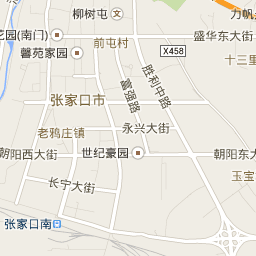 柳树屯
力帆
花园(南门)
前屯村
盛华东大街
馨苑家园
X458
十三里
张家口市
富强路
胜利中路
老鸦庄镇
永兴大街
朝阳西大街
世纪豪园
朝阳东大
长宁大街
玉宝
张家口南